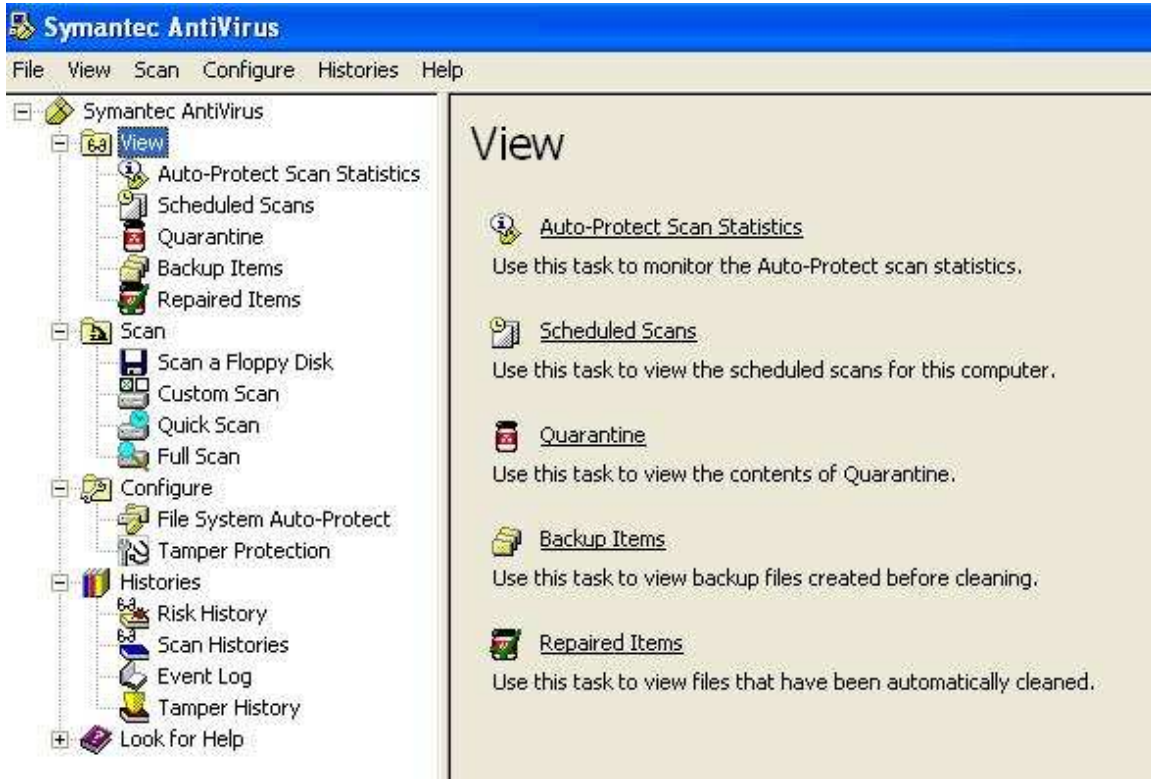 Symantec AntiVirus
File View Scan Configure Histories Help
Symantec AntiVirus
View
Auto-Protect Scan Statistics
Scheduled Scans
Quarantine
Backup Items
Repaired Items
Scan
Scan a Floppy Disk
Custom Scan
Quick Scan
Full Scan
Configure
File System Auto-Protect
Tamper Protection
Histories
Risk History
Scan Histories
Event Log
Tamper History
Look for Help
View
Auto-Protect Scan Statistics
Use this task to monitor the Auto-Protect scan statistics.
Scheduled Scans
Use this task to view the scheduled scans for this computer.
Quarantine
Use this task to view the contents of Quarantine.
Backup Items
Use this task to view backup files created before cleaning.
Repaired Items
Use this task to view files that have been automatically cleaned.